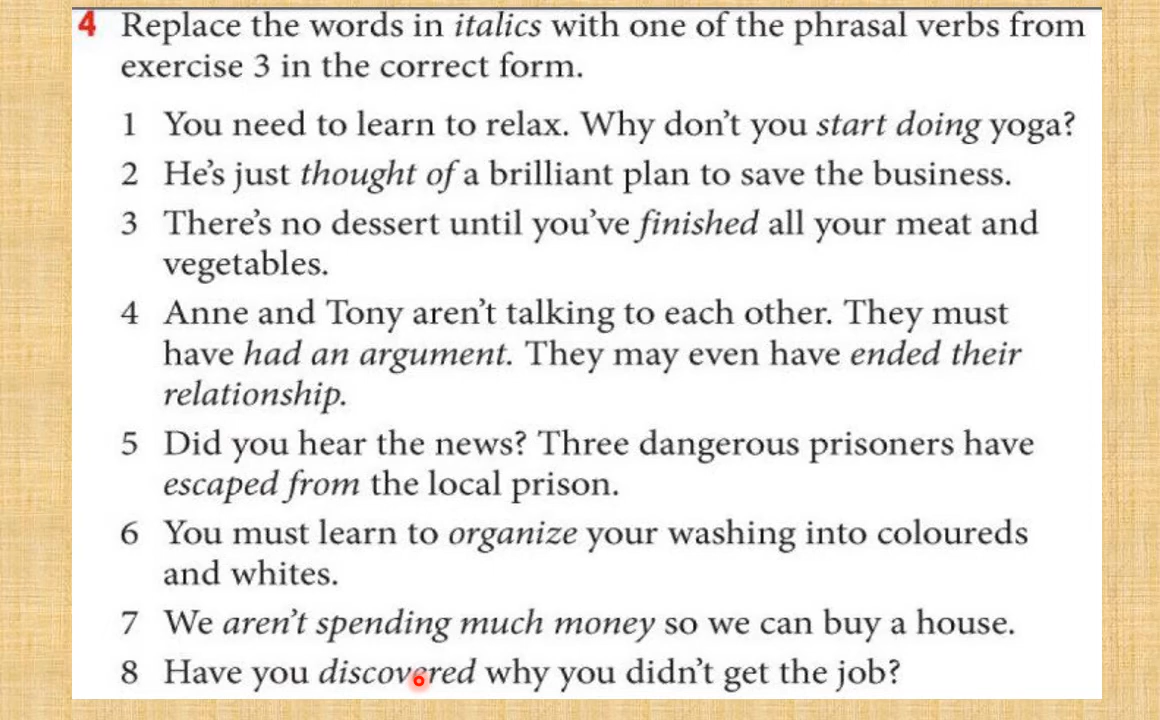 4 Replace the words in italics with one of the phrasal verbs from
exercise 3 in the correct form.
1 You need to learn to relax. Why don't you start doing yoga?
2 He's just thought of a brilliant plan to save the business.
3 There's no dessert until you've finished all your meat and
vegetables.
4 Anne and Tony aren't talking to each other. They must
have had an argument. They may even have ended their
relationship.
5 Did you hear the news? Three dangerous prisoners have
escaped from the local prison.
6 You must learn to organize your washing into coloureds
and whites.
7 We aren't spending much money so we can buy a house.
8 Have you discovered why you didn't get the job?